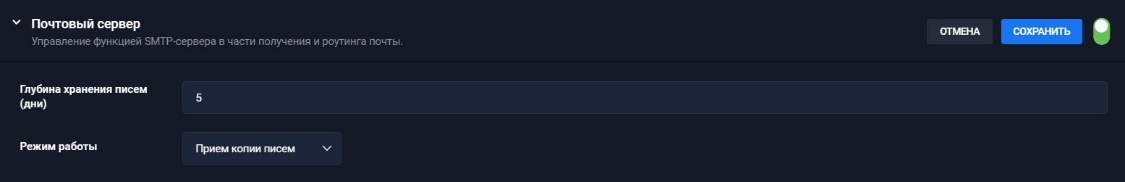 Почтовый сервер
Управление функцией SMTP-сервера в части получения и роутинга почты.
ОТМЕНА
СОХРАНИТЬ
Глубина хранения писем
(дни)
5
Режим работы
Прием копии писем